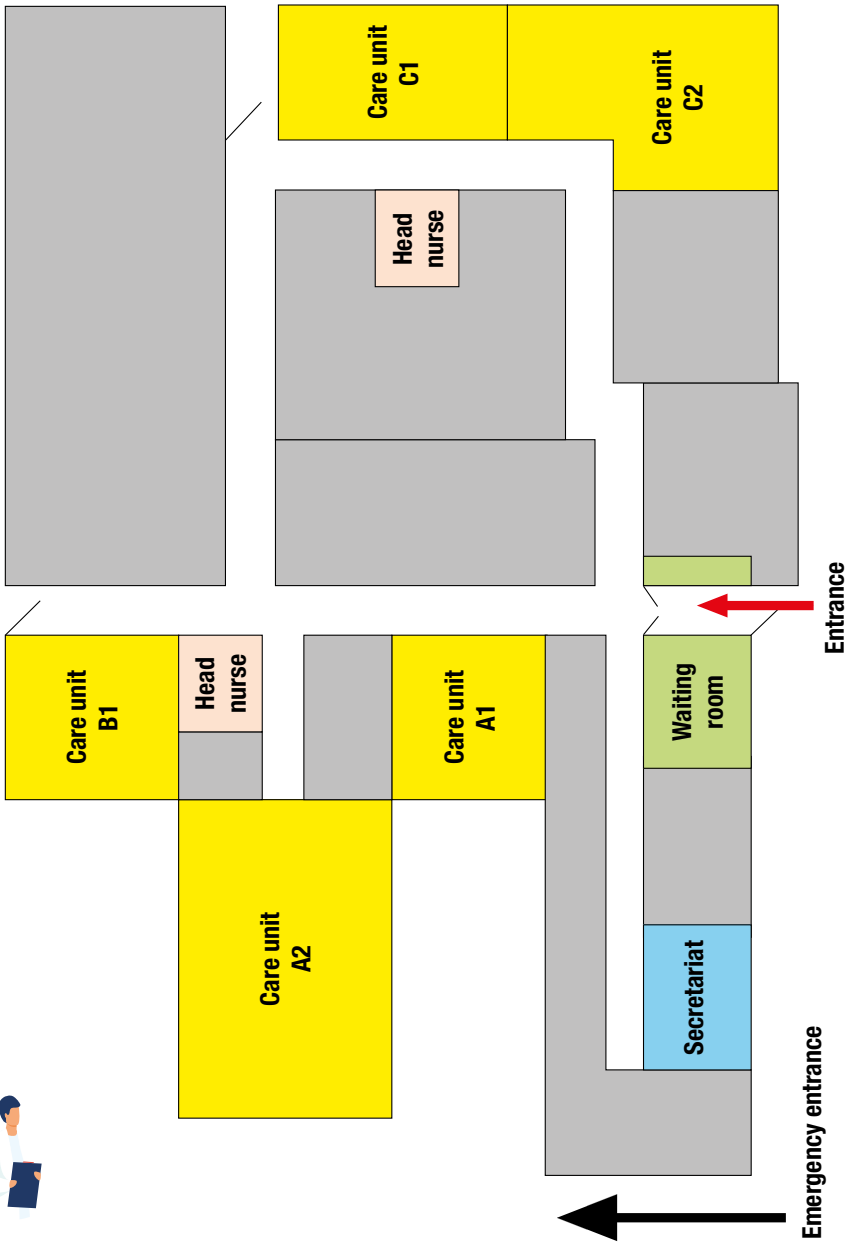 Care unit
B1
Head
nurse
Care unit
A2
Care unit
C1
Head
nurse
Care unit
A1
Care unit
C2
Waiting
room
Secretariat
Emergency entrance
Entrance